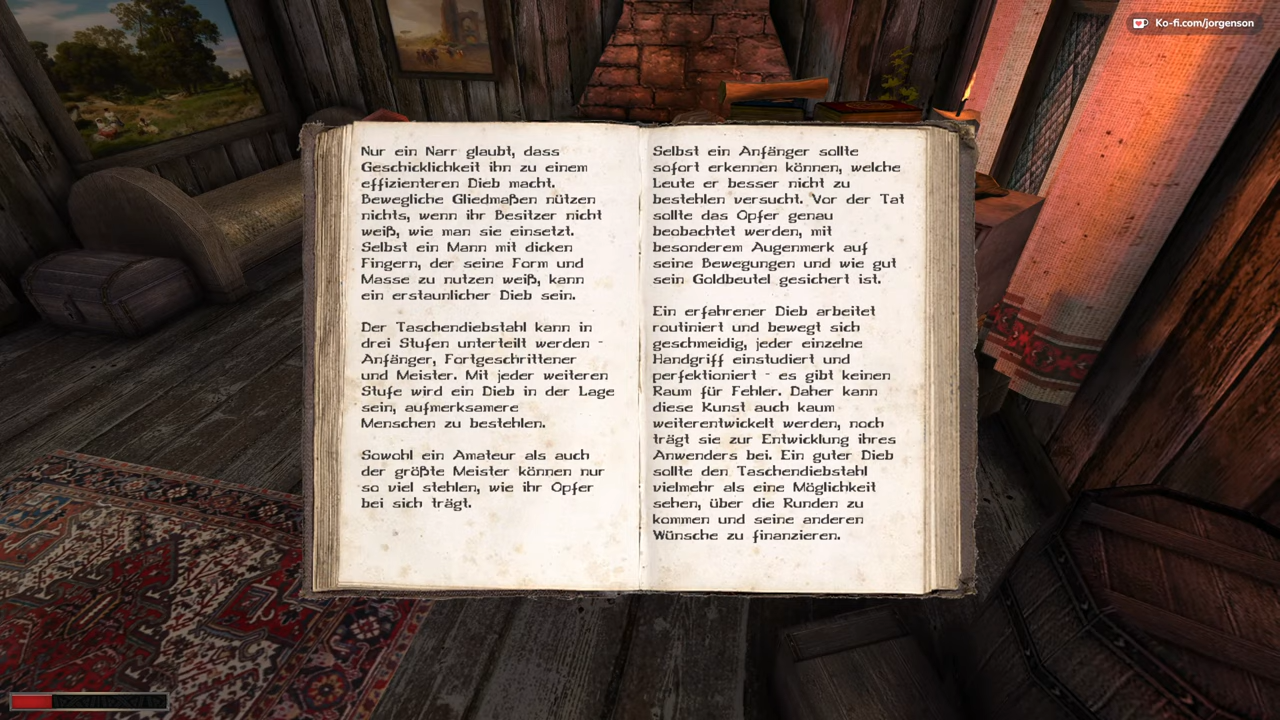 Ko-fi.com/jorgenson
Nur ein Narr glaubt, dass
Geschicklichkeit ihn zu einem
effizienteren Dieb macht.
Bewegliche Gliedmaßen nützen
nichts, wenn ihr Besitzer nicht
weiß, wie man sie einsetzt.
Selbst ein Mann mit dicken
Fingern, der seine Form und
Masse zu nutzen weiß, kann
ein erstaunlicher Dieb sein.
Der Taschendiebstahl kann in
drei Stufen unterteilt werden -
Anfänger, Fortgeschrittener
und Meister. Mit jeder weiteren
Stufe wird ein Dieb in der Lage
sein, aufmerksamere
Menschen zu bestehlen.
Sowohl ein Amateur als auch
der größte Meister können nur
so viel stehlen, wie ihr Opfer
bei sich trägt.
Selbst ein Anfänger sollte
sofort erkennen können, welche
Leute er besser nicht zu
bestehlen versucht. Vor der Tat
sollte das Opfer genau
beobachtet werden, mit
besonderem Augenmerk auf
seine Bewegungen und wie gut
sein Goldbeutel gesichert ist.
Ein erfahrener Dieb arbeitet
routiniert und bewegt sich
geschmeidig, jeder einzelne
Handgriff einstudiert und
perfektioniert - es gibt keinen
Raum für Fehler. Daher kann
diese Kunst auch kaum
weiterentwickelt werden, noch
trägt sie zur Entwicklung ihres
Anwenders bei. Ein guter Dieb
sollte den Taschendiebstahl
vielmehr als eine Möglichkeit
sehen, über die Runden zu
kommen und seine anderen
Wünsche zu finanzieren.